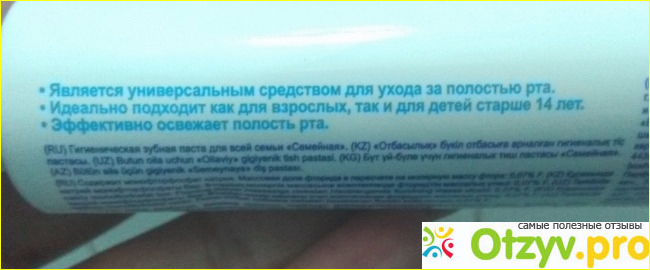 • Является универсальным средством для ухода за полостью рта.
• Идеально подходит как для взрослых, так и для детей старше 14 лет.
• Эффективно освежает полость рта.
(RU) Гигиеническая зубная паста для всей семьи «Семейная». (KZ) «Отбасылық» бүкіл отбасыға арналған гигиеналық тіс
пастасы. (UZ) Butun oila uchun «Oilaviy» gigiyenik tish pastasi. (KG) Бүт үй-бүлө үчүн гигиеналык тиш пастасы «Семейная».
(AZ) Bütün ailə üçün gigiyenik «Semeynaya» diş pastası.
(RU) Содержит
самые полезные отзывы
Otzyv.pro